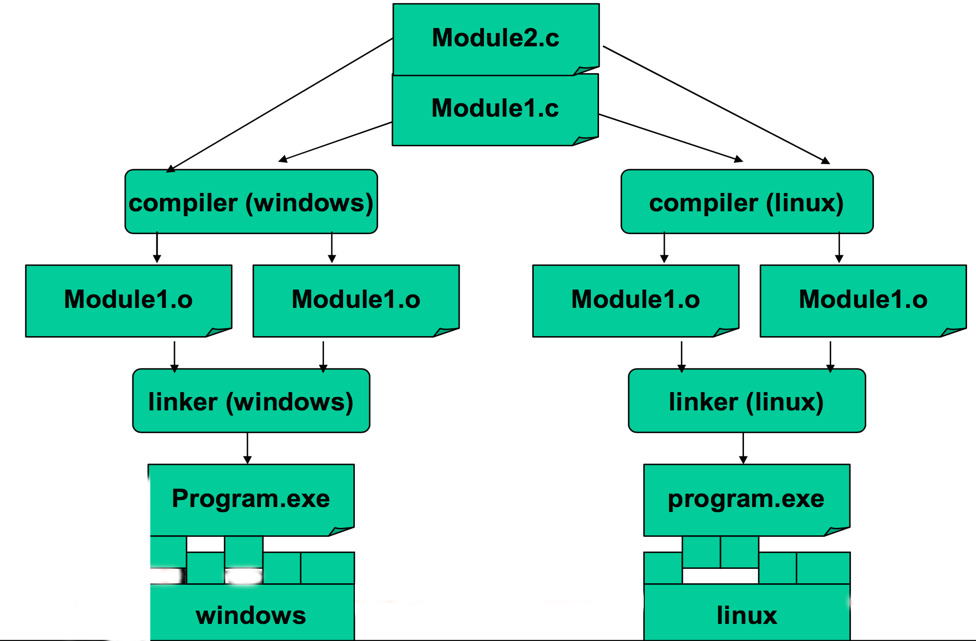 Module2.c
Module1.c
compiler (windows)
compiler (linux)
Module1.o
Module1.o
Module1.o
Module1.o
linker (windows)
linker (linux)
Program.exe
program.exe
windows
linux